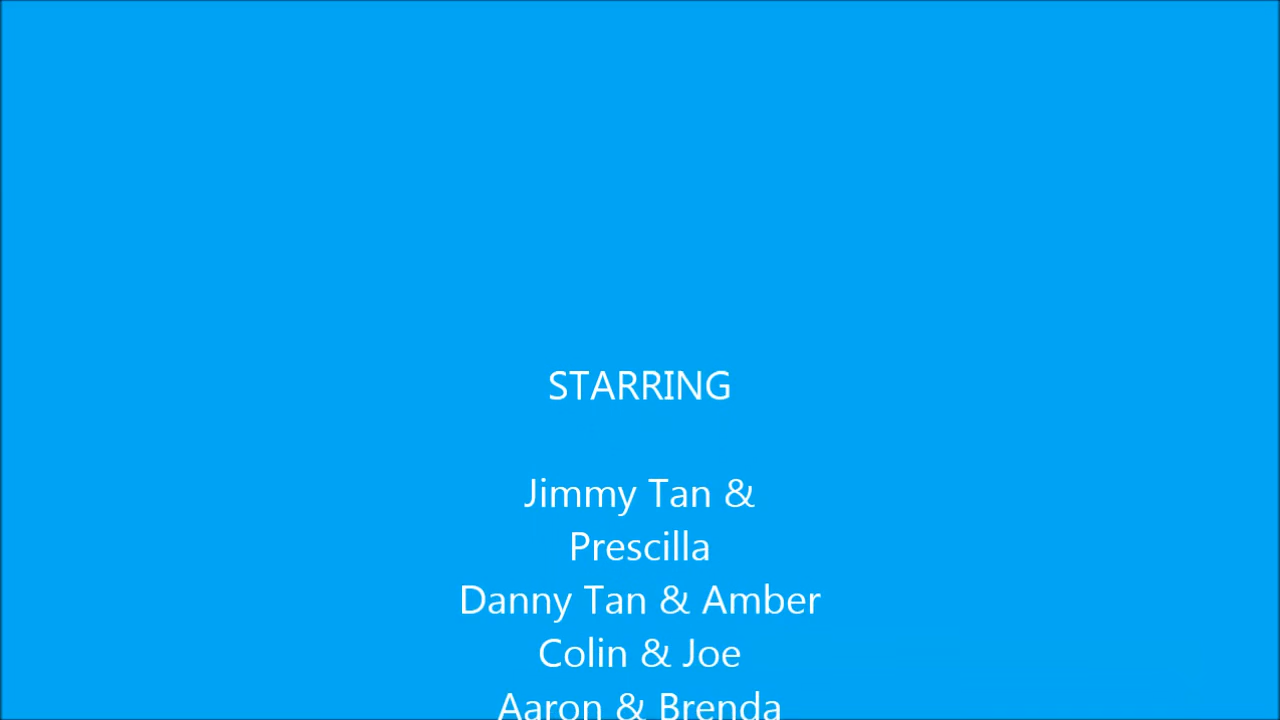 STARRING
Jimmy Tan &
Prescilla
Danny Tan & Amber
Colin & Joe
Aaron & Brenda